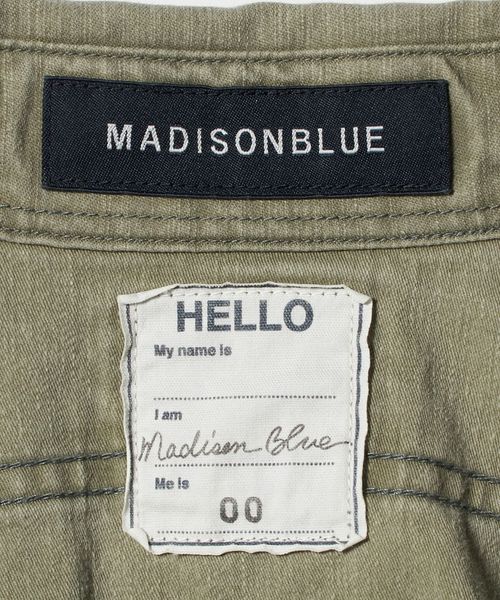 MADISONBLUE
HELLO
My name is
I am
Madison Blue
Me is
00